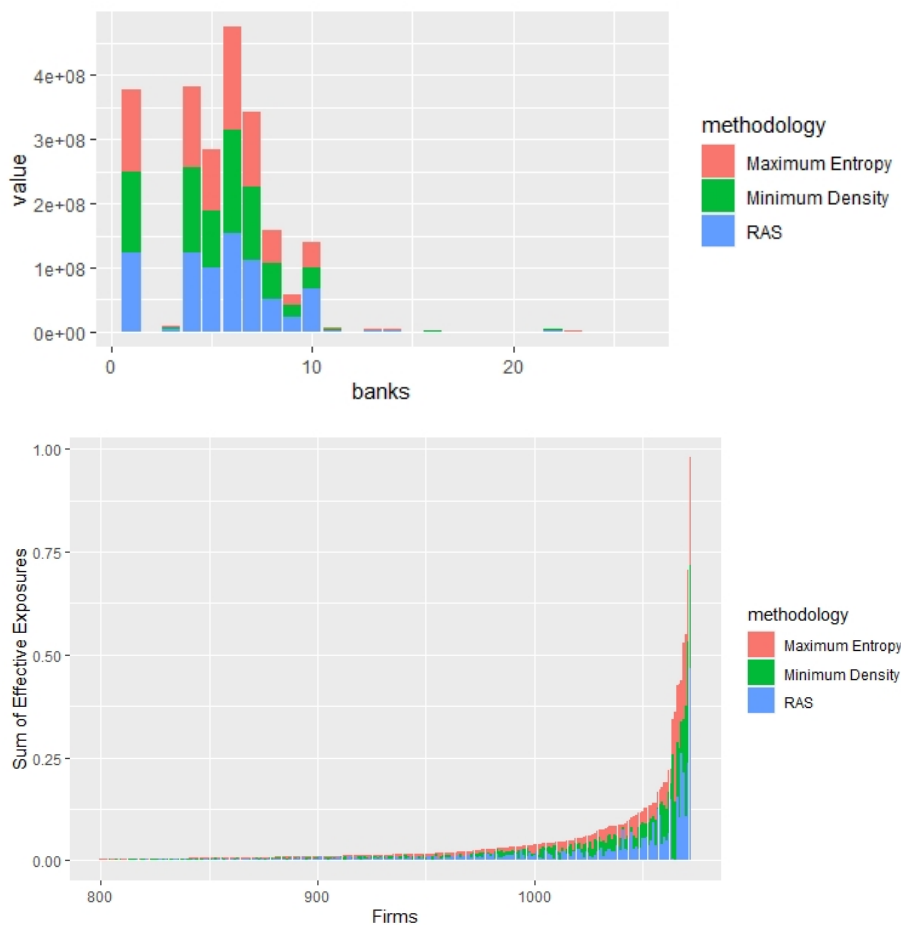 4e+08
3e+08
2e+08
1e+08
0e+00
value
0
10
20
banks
methodology
Maximum Entropy
Minimum Density
RAS
1.00
0.75
0.50
0.25
0.00
Sum of Effective Exposures
800
900
1000
Firms
methodology
Maximum Entropy
Minimum Density
RAS